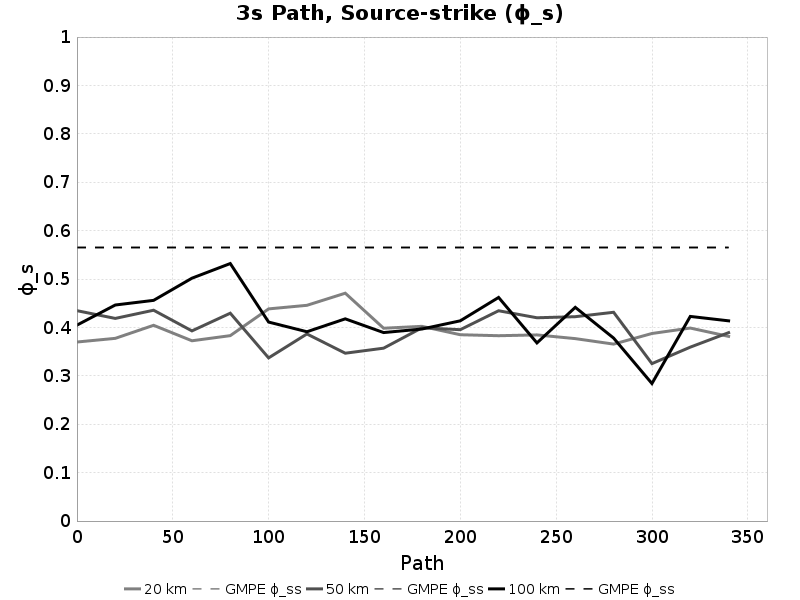 3s Path, Source-strike (ϕ_s)
1
0.9
0.8
0.7
0.6
0.5
0.4
0.3
0.2
0.1
0
ϕ_s
0 50 100 150 200 250 300 350
Path
20 km GMPE ϕ_ss 50 km GMPE ϕ_ss 100 km GMPE ϕ_ss